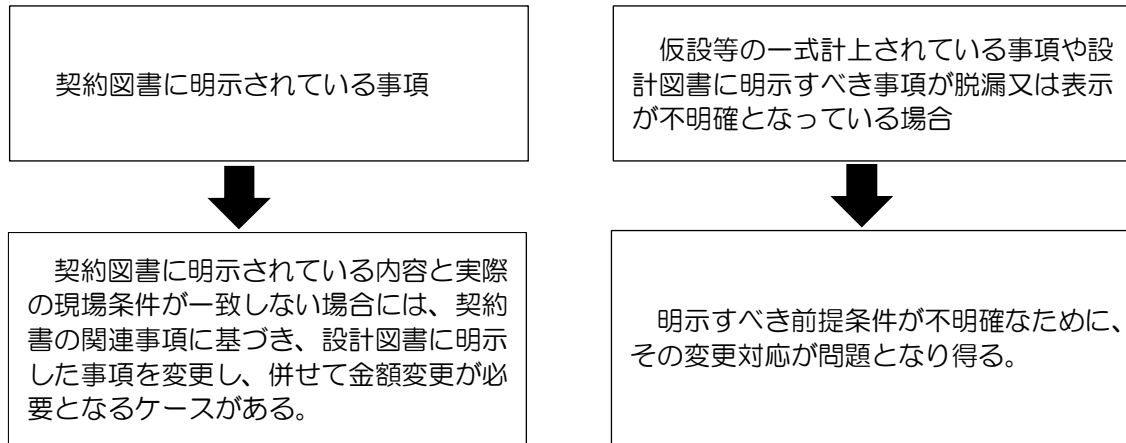 契約図書に明示されている事項
契約図書に明示されている内容と実際
の現場条件が一致しない場合には、契約
書の関連事項に基づき、設計図書に明示
した事項を変更し、併せて金額変更が必
要となるケースがある。
仮設等の一式計上されている事項や設
計図書に明示すべき事項が脱漏又は表示
が不明確となっている場合
明示すべき前提条件が不明確なために、
その変更対応が問題となり得る。